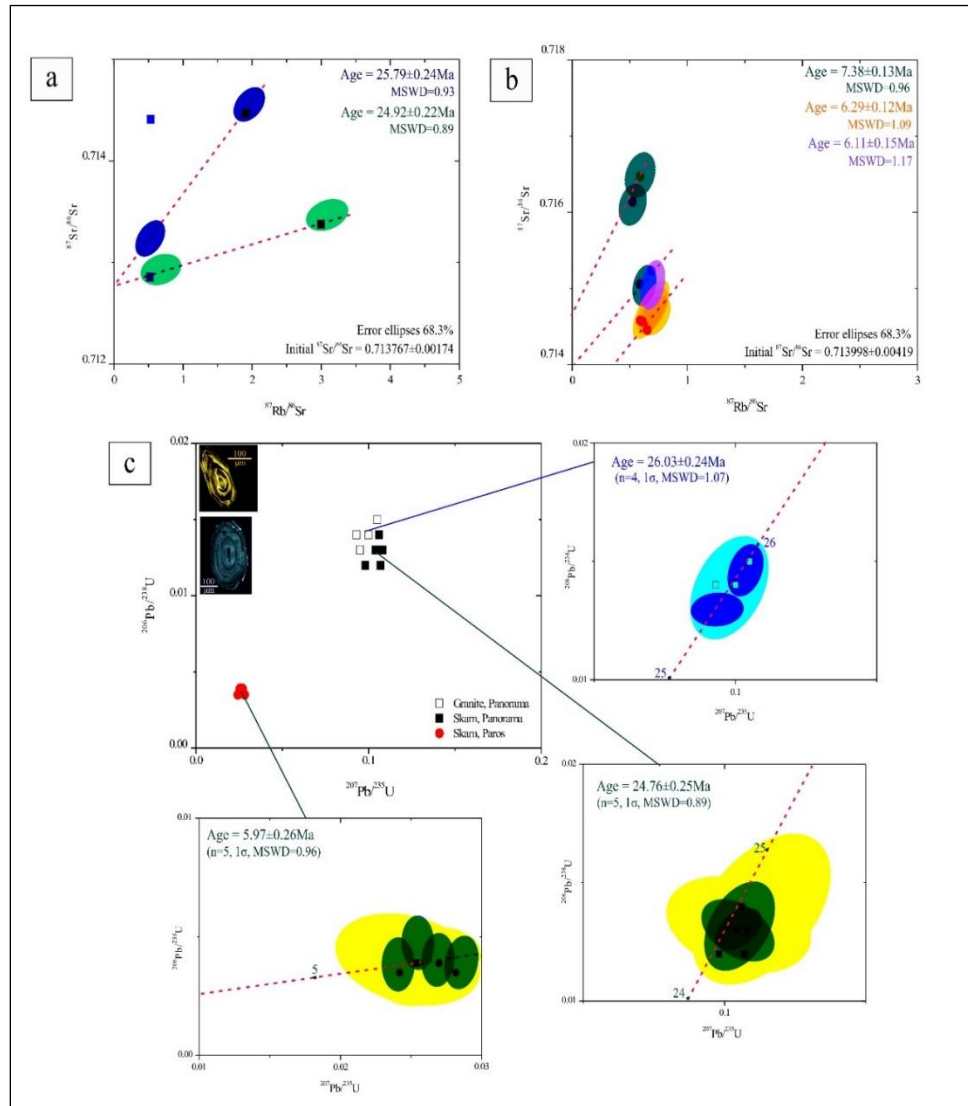 a
Age = 25.79±0.24Ma
MSWD=0.93
Age = 24.92±0.22Ma
MSWD=0.89
0.714
⁸⁷Sr/⁸⁶Sr
0.712
Error ellipses 68.3%
Initial ⁸⁷Sr/⁸⁶Sr = 0.713767±0.00174
0 1 2 3 4 5
⁸⁷Rb/⁸⁶Sr
b
0.718
Age = 7.38±0.13Ma
MSWD=0.96
Age = 6.29±0.12Ma
MSWD=1.09
Age = 6.11±0.15Ma
MSWD=1.17
0.716
⁸⁷Sr/⁸⁶Sr
0.714
Error ellipses 68.3%
Initial ⁸⁷Sr/⁸⁶Sr = 0.713998±0.00419
0 1 2 3
⁸⁷Rb/⁸⁶Sr
c
0.02
100
μm
100
μm
0.01
²⁰⁶Pb/²³⁸U
0.00
Granite, Panorama
Skarn, Panorama
Skarn, Paros
0.0 0.1 0.2
²⁰⁷Pb/²³⁵U
0.02
Age = 26.03±0.24Ma
(n=4, 1σ, MSWD=1.07)
26
²⁰⁶Pb/²³⁸U
25
0.01
0.1
²⁰⁷Pb/²³⁵U
0.01
Age = 5.97±0.26Ma
(n=5, 1σ, MSWD=0.96)
5
0.00
0.01 0.02 0.03
²⁰⁷Pb/²³⁵U
0.02
Age = 24.76±0.25Ma
(n=5, 1σ, MSWD=0.89)
25
²⁰⁶Pb/²³⁸U
24
0.01
0.1
²⁰⁷Pb/²³⁵U